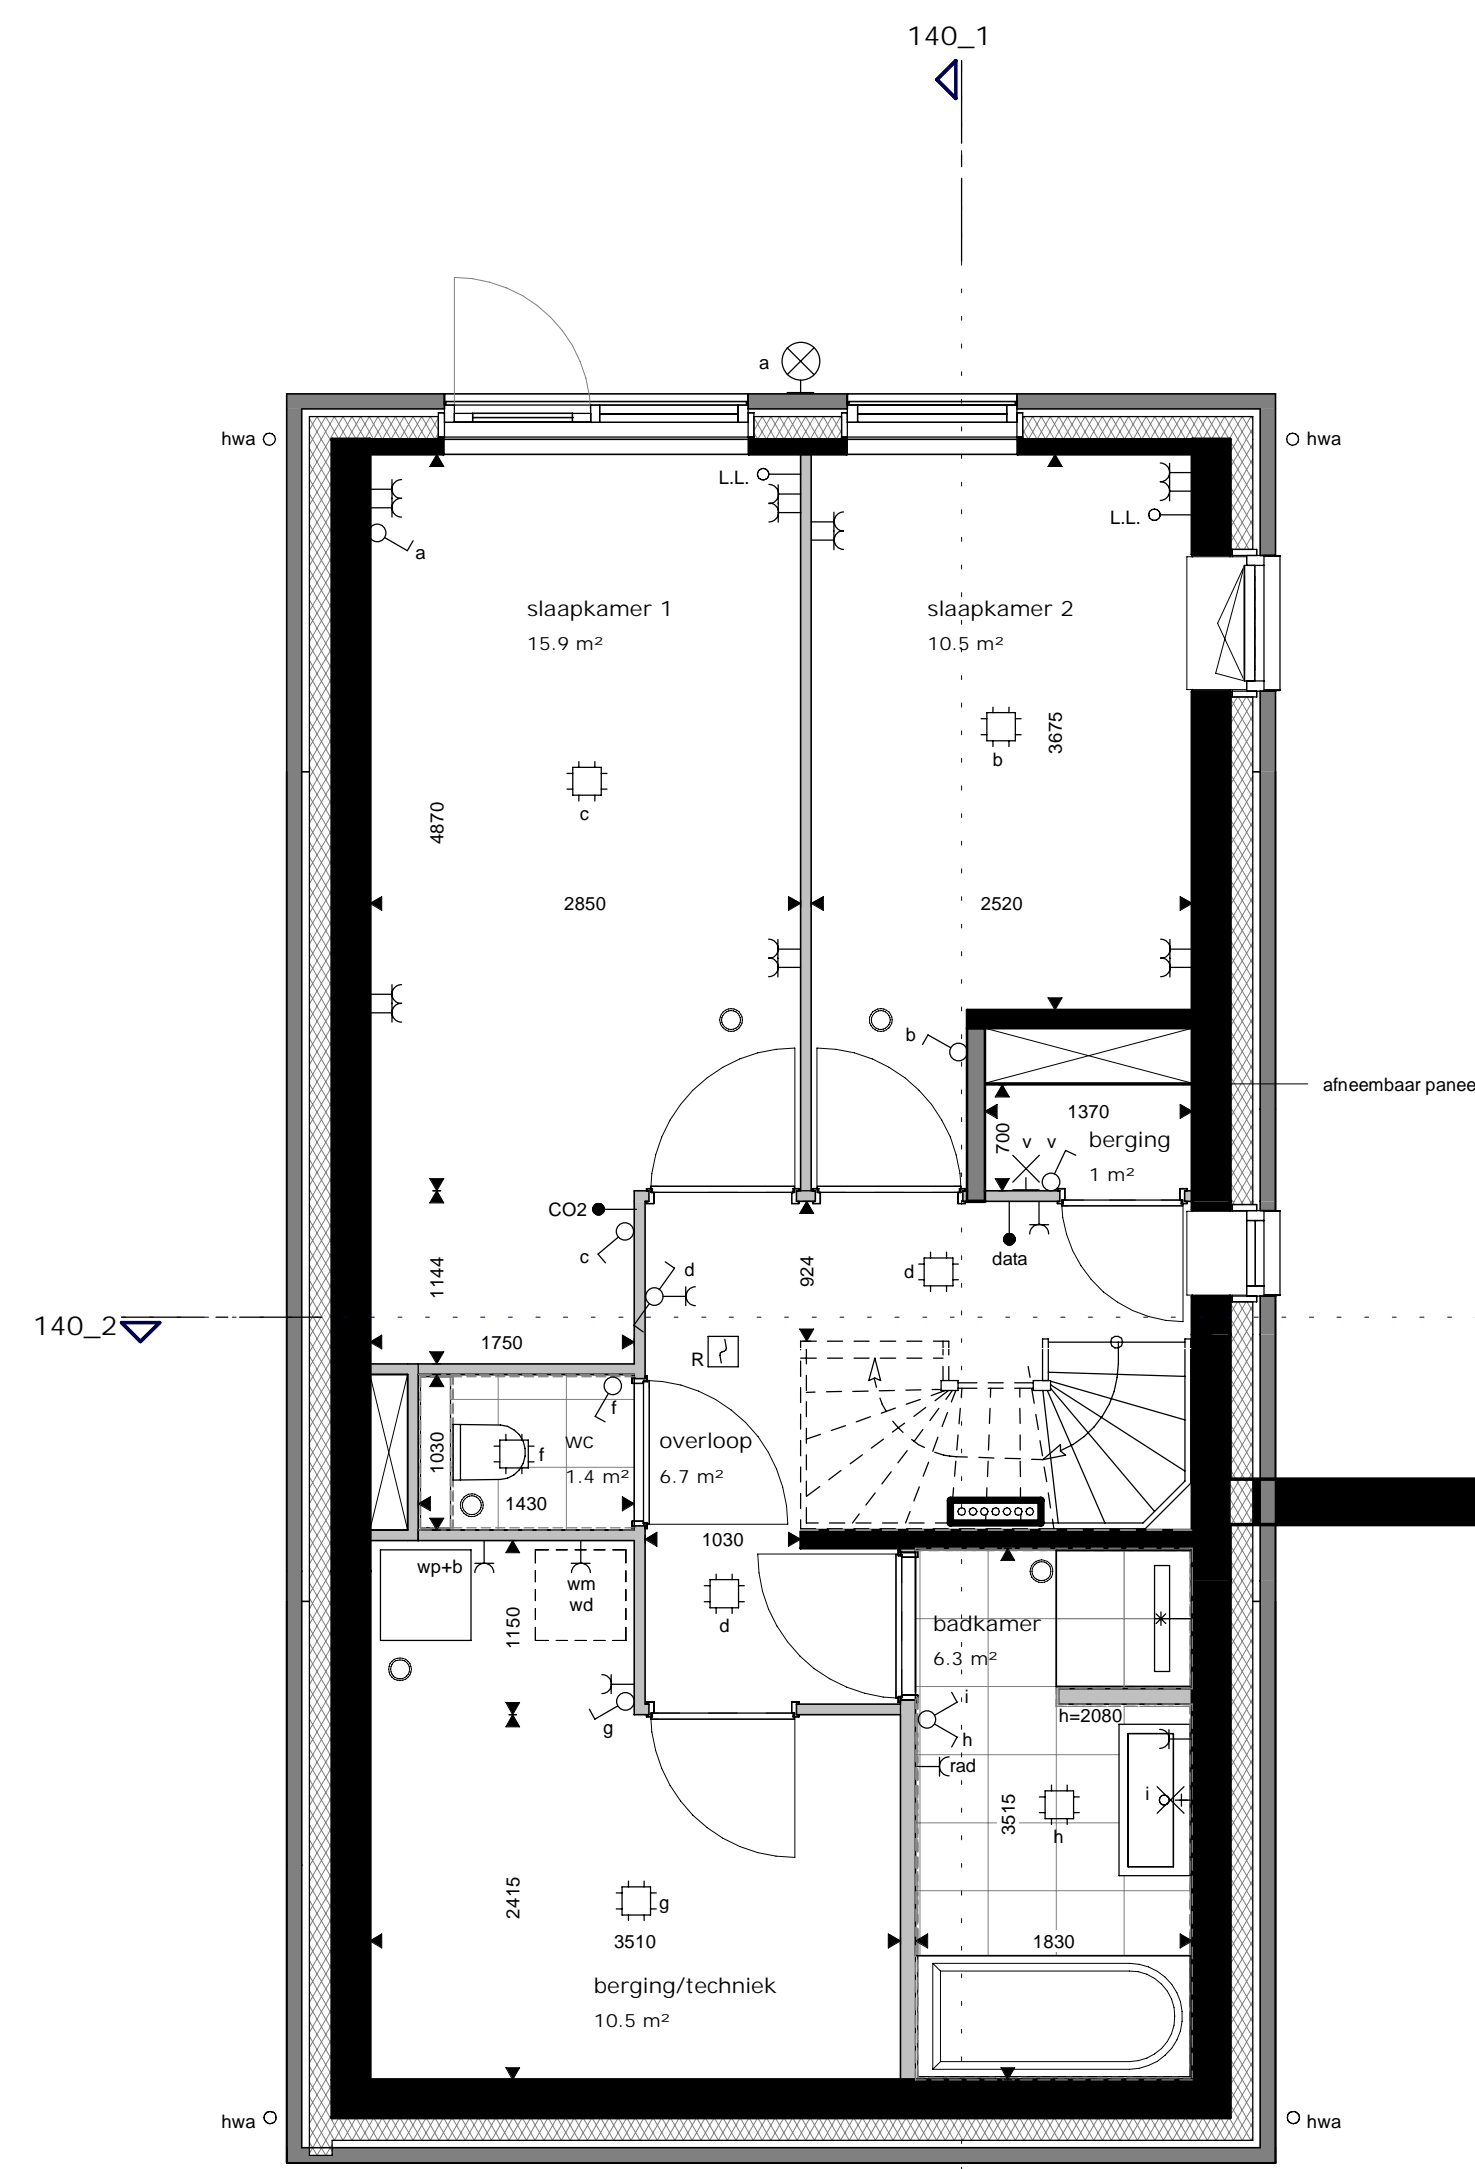 140_1
a
hwa
hwa
L.L.
L.L.
a
slaapkamer 1
15.9 m²
slaapkamer 2
10.5 m²
3675
b
c
4870
2850
2520
b
afneembaar panee
1370
700
v v
berging
1 m²
CO2
c
d
data
d
924
1144
140_2
1750
R
f
1030
f
wc
1.4 m²
overloop
6.7 m²
1430
1030
wp+b
wm
wd
1150
d
badkamer
6.3 m²
g
i
h
h=2080
rad
i
3515
h
2415
g
3510
1830
berging/techniek
10.5 m²
hwa
hwa